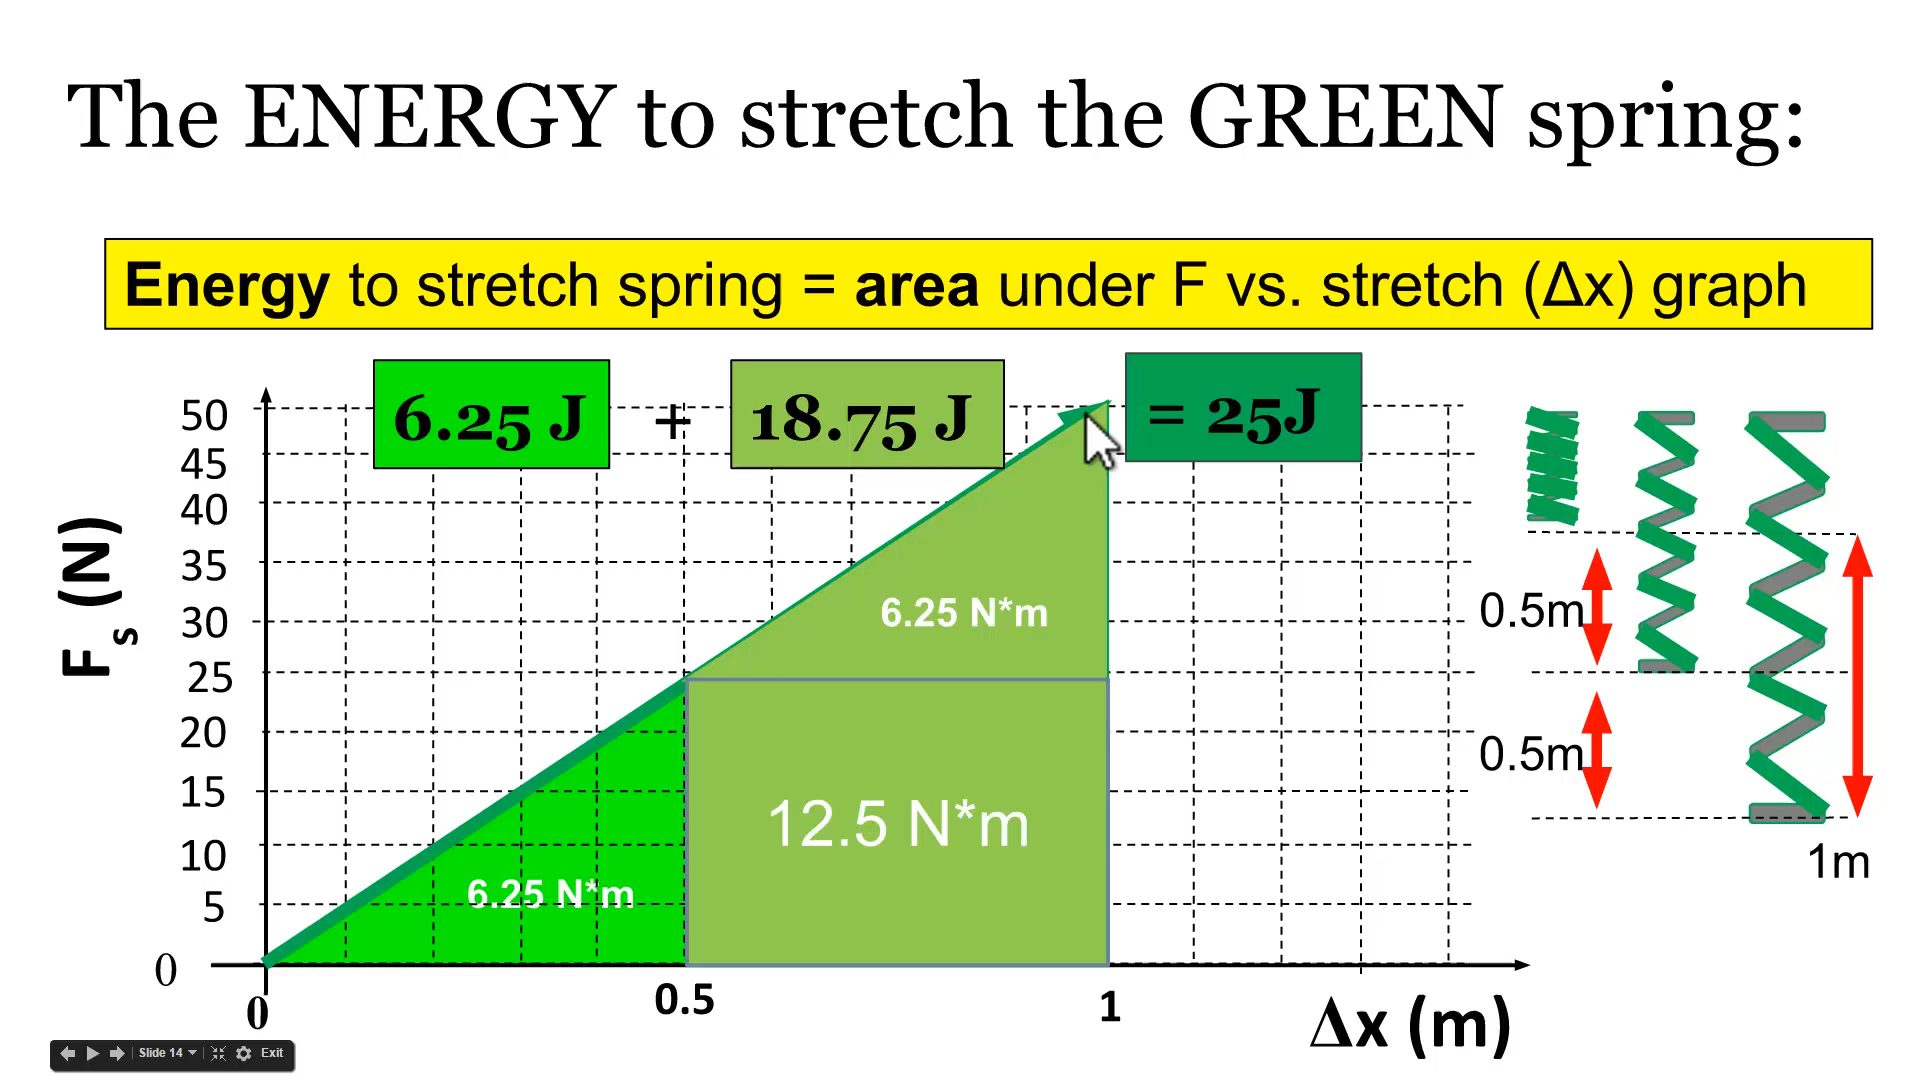 The ENERGY to stretch the GREEN spring:
Energy to stretch spring = area under F vs. stretch (Δx) graph
6.25 J + 18.75 J = 25J
50
45
40
35
30
25
20
15
10
5
0
Fs (N)
6.25 N*m
12.5 N*m
6.25 N*m
0 0.5 1 Δx (m)
0.5m
0.5m
1m
Slide 14 Exit